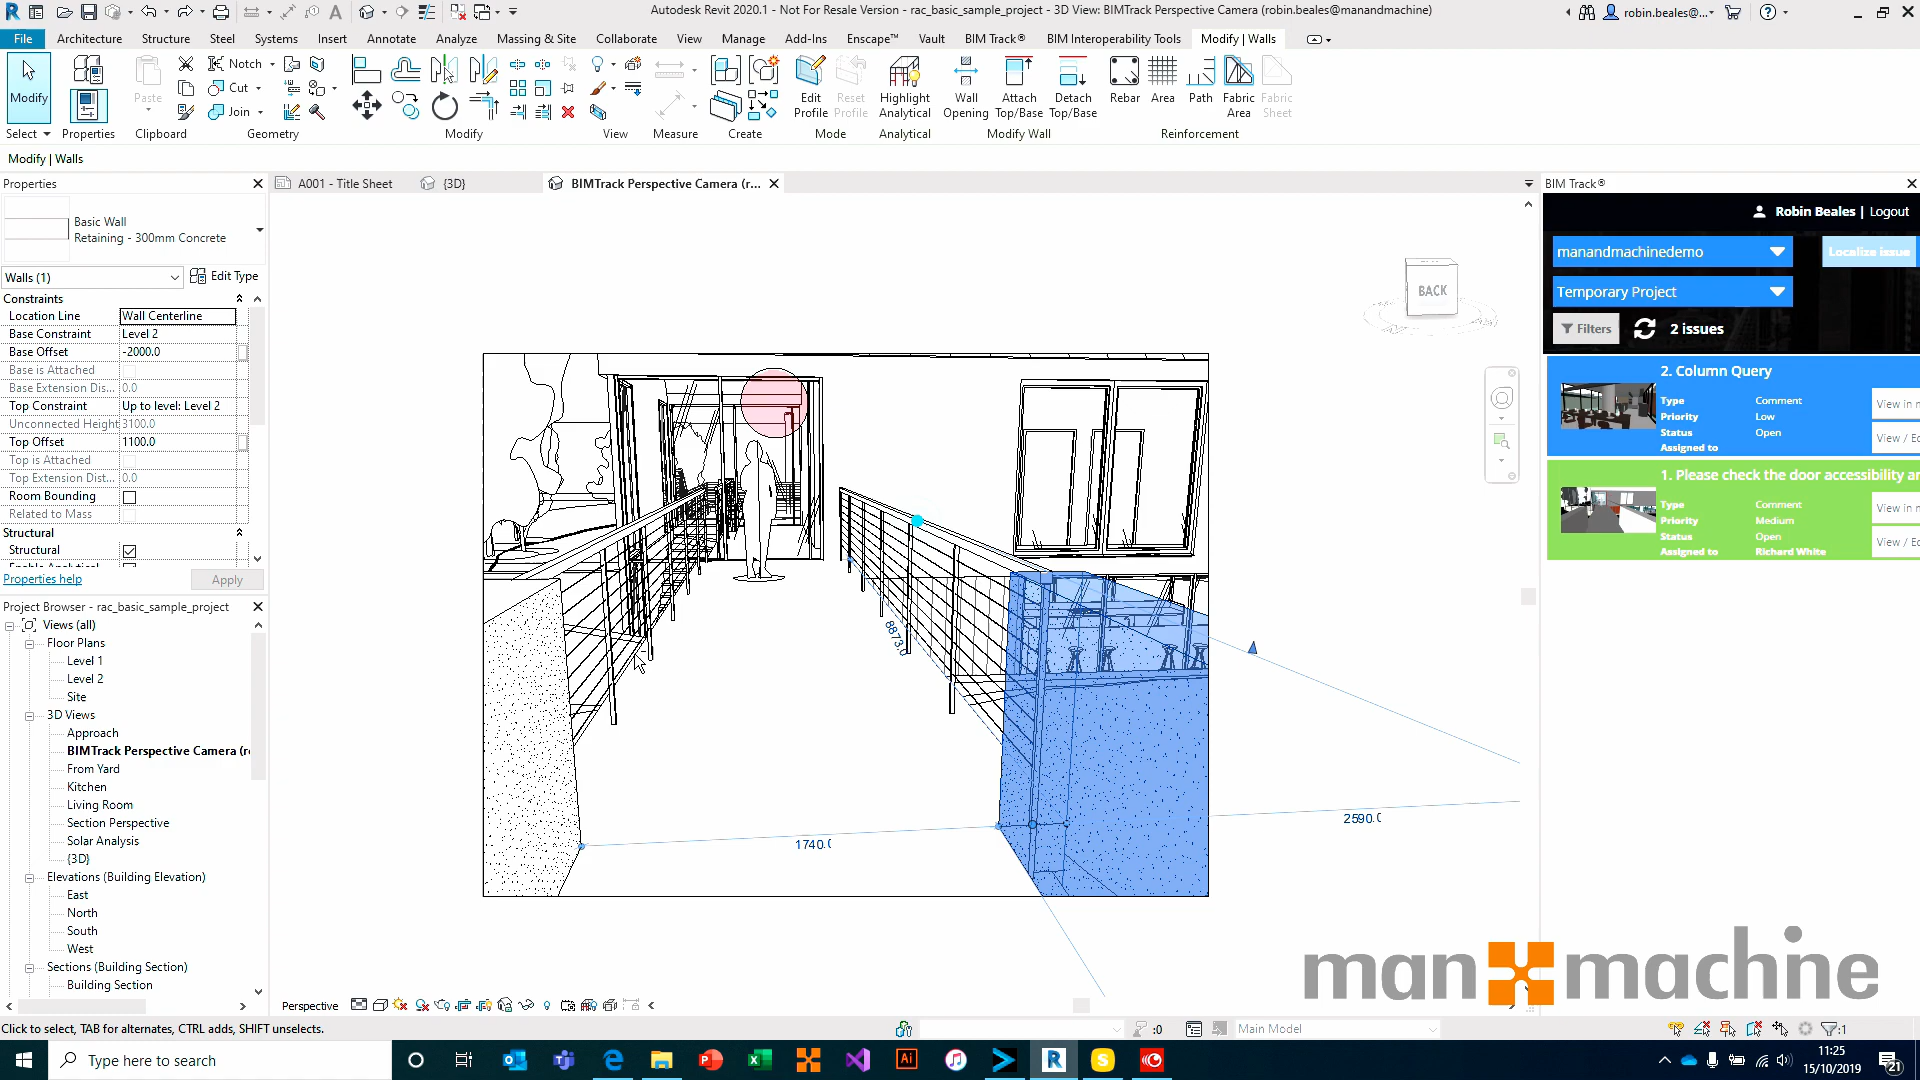 Autodesk Revit 2020.1 - Not For Resale Version - rac_basic_sample_project - 3D View: BIMTrack Perspective Camera (robin.beales@manandmachine)
robin.beales@...
File Architecture Structure Steel Systems Insert Annotate Analyze Massing & Site Collaborate View Manage Add-Ins Enscape™ Vault BIM Track® BIM Interoperability Tools Modify | Walls
Modify
Paste
Notch
Cut
Join
Edit Profile
Reset Profile
Highlight Analytical
Wall Opening
Attach Top/Base
Detach Top/Base
Rebar
Area
Path
Fabric Area
Fabric Sheet
Select Properties Clipboard Geometry Modify View Measure Create Mode Analytical Modify Wall Reinforcement
Modify | Walls
Properties
A001 - Title Sheet
{3D}
BIMTrack Perspective Camera (r...
BIM Track®
Basic Wall
Retaining - 300mm Concrete
Walls (1)
Edit Type
Constraints
Location Line Wall Centerline
Base Constraint Level 2
Base Offset -2000.0
Base is Attached
Base Extension Dis... 0.0
Top Constraint Up to level: Level 2
Unconnected Height 3100.0
Top Offset 1100.0
Top is Attached
Top Extension Dist... 0.0
Room Bounding
Related to Mass
Structural
Structural
Properties help
Apply
Project Browser - rac_basic_sample_project
Views (all)
Floor Plans
Level 1
Level 2
Site
3D Views
Approach
BIMTrack Perspective Camera (r
From Yard
Kitchen
Living Room
Section Perspective
Solar Analysis
{3D}
Elevations (Building Elevation)
East
North
South
West
Sections (Building Section)
Building Section
BACK
8873.0
1740.0
2590.0
Robin Beales | Logout
manandmachinedemo
Localize issue
Temporary Project
Filters
2 issues
2. Column Query
Type Comment
Priority Low
Status Open
Assigned to
View in
View / E
1. Please check the door accessibility a
Type Comment
Priority Medium
Status Open
Assigned to Richard White
View in
View / E
man machine
Perspective
Click to select, TAB for alternates, CTRL adds, SHIFT unselects.
:0
Main Model
:1
Type here to search
11:25
15/10/2019
21